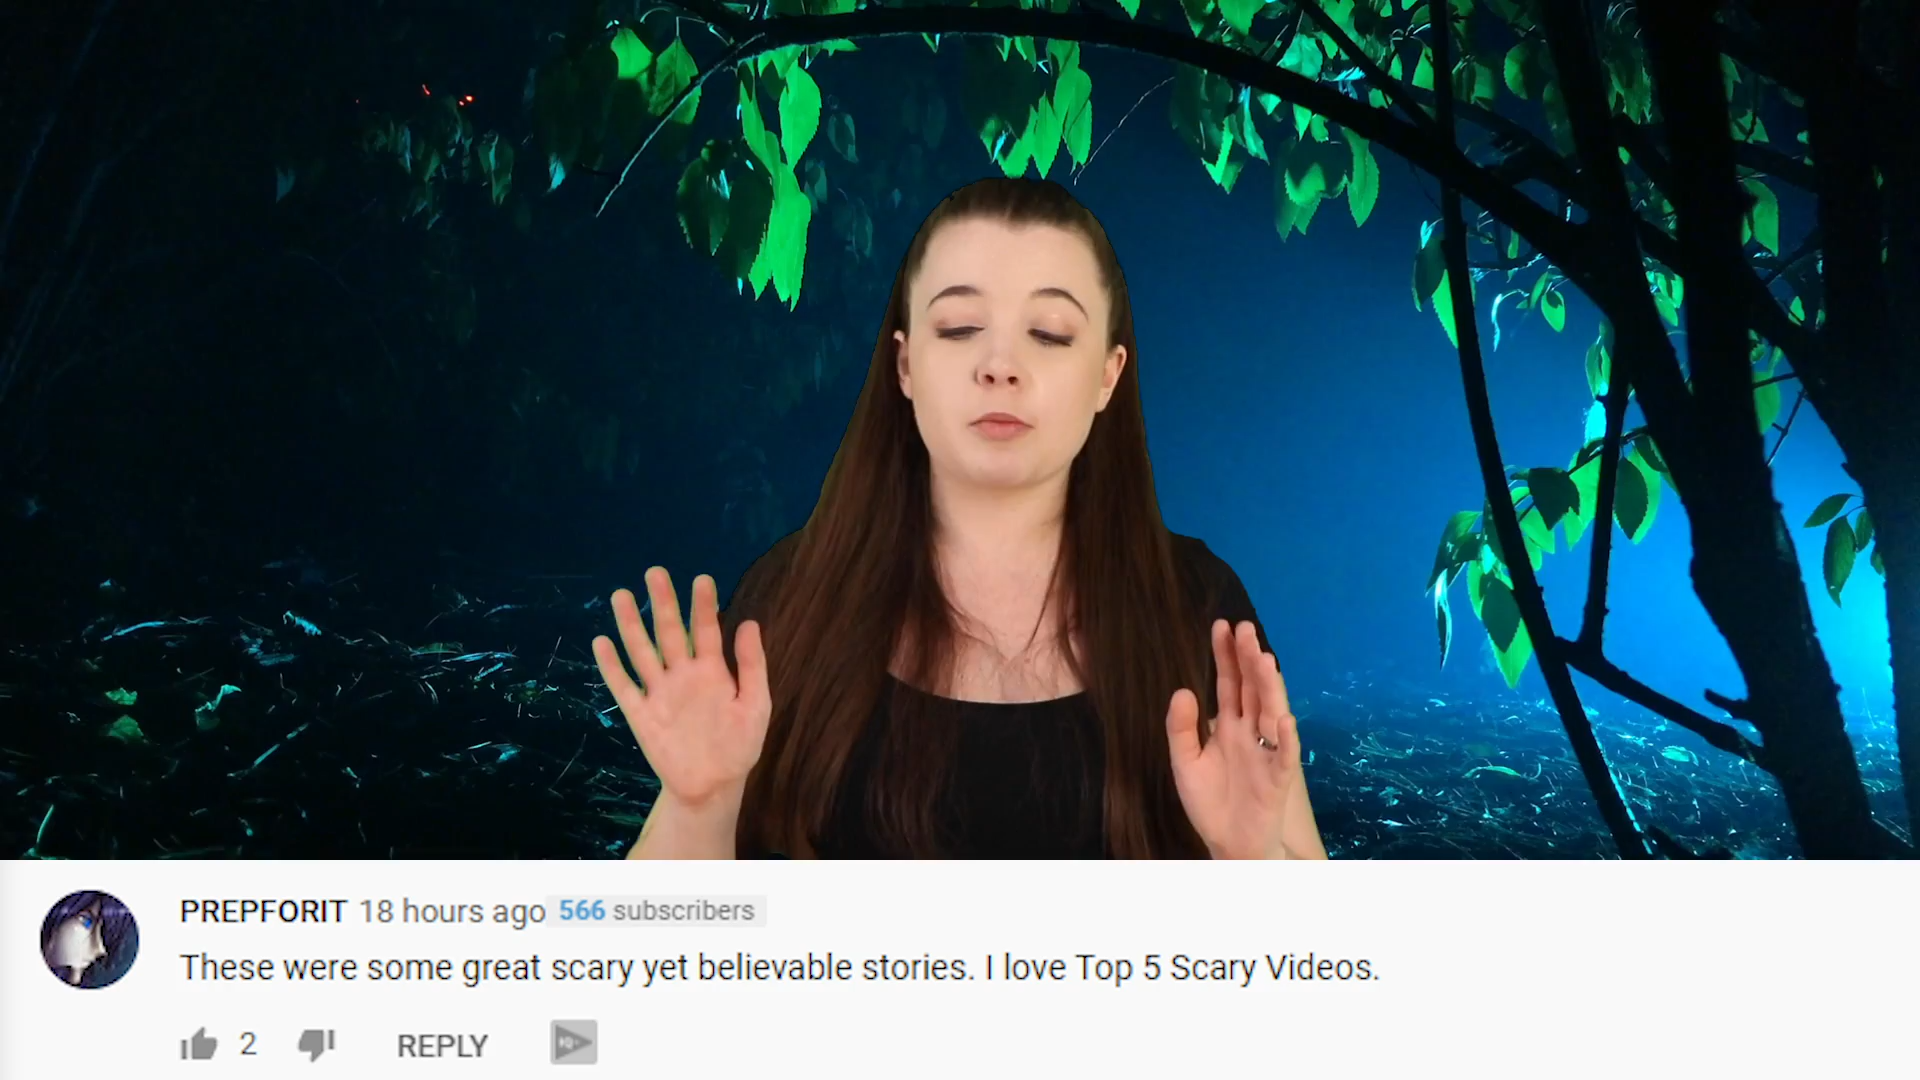 PREPFORIT 18 hours ago 566 subscribers
These were some great scary yet believable stories. I love Top 5 Scary Videos.
2 REPLY